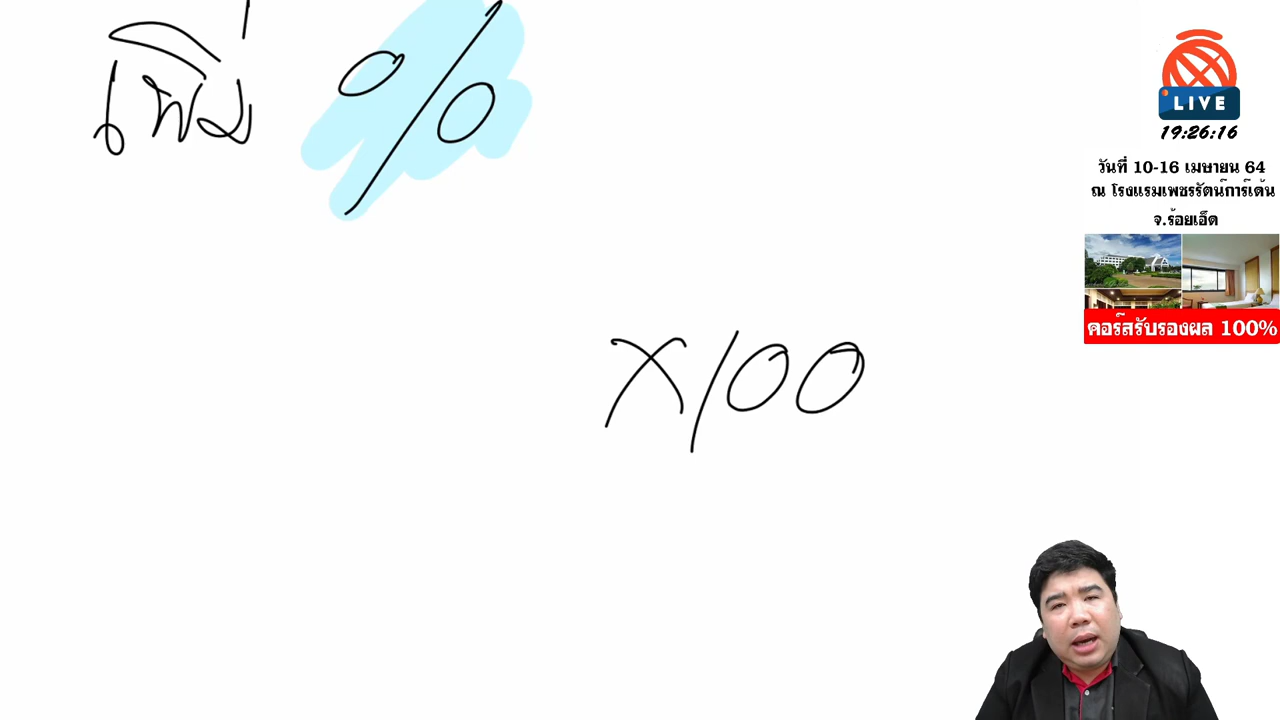 เพิ่ม %
x100
LIVE
19:26:16
วันที่ 10-16 เมษายน 64
ณ โรงแรมเพชรรัตน์การ์เด้น
จ.ร้อยเอ็ด
คอร์สรับรองผล 100%